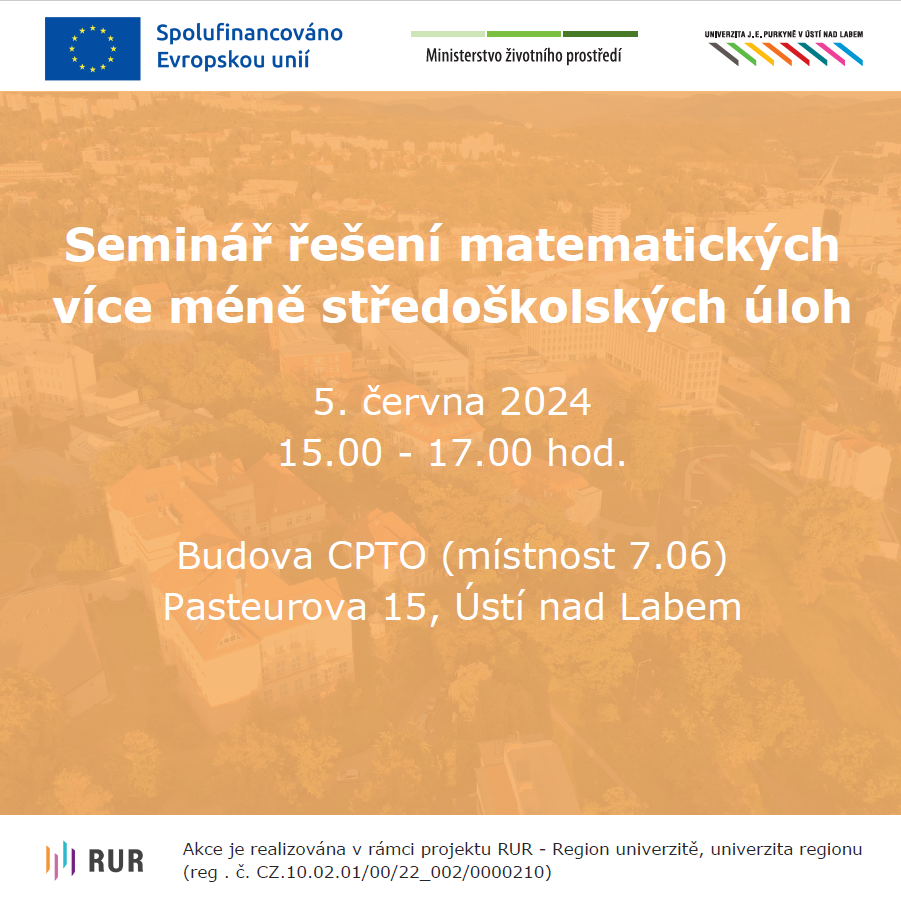 Spolufinancováno
Evropskou unií
Ministerstvo životního prostředí
UNIVERZITA J. E. PURKYNĚ V ÚSTÍ NAD LABEM
Seminář řešení matematických
více méně středoškolských úloh
5. června 2024
15.00 - 17.00 hod.
Budova CPTO (místnost 7.06)
Pasteurova 15, Ústí nad Labem
RUR
Akce je realizována v rámci projektu RUR - Region univerzitě, univerzita regionu
(reg . č. CZ.10.02.01/00/22_002/0000210)